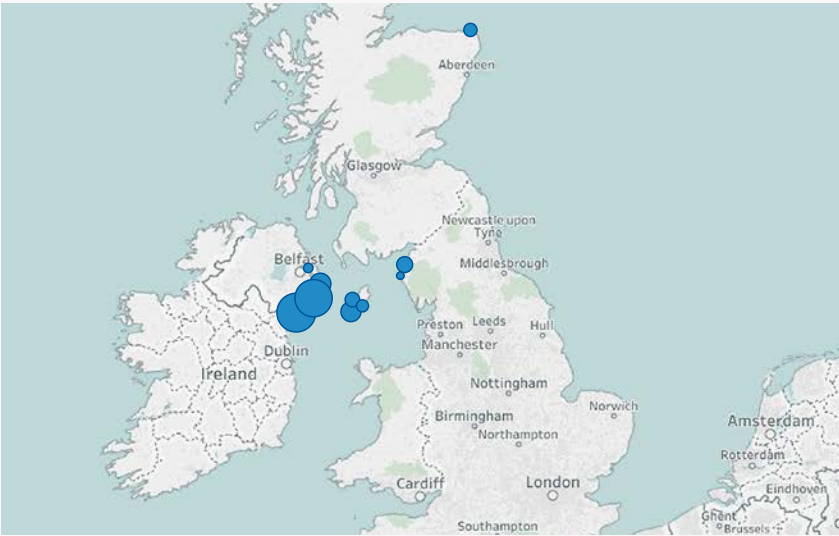 Aberdeen
Glasgow
Newcastle upon
Tyne
Belfast
Middlesbrough
Preston
Leeds
Hull
Manchester
Dublin
Ireland
Nottingham
Norwich
Birmingham
Amsterdam
Northampton
Rotterdam
Cardiff
London
Eindhoven
Ghent
Southampton
Brussels